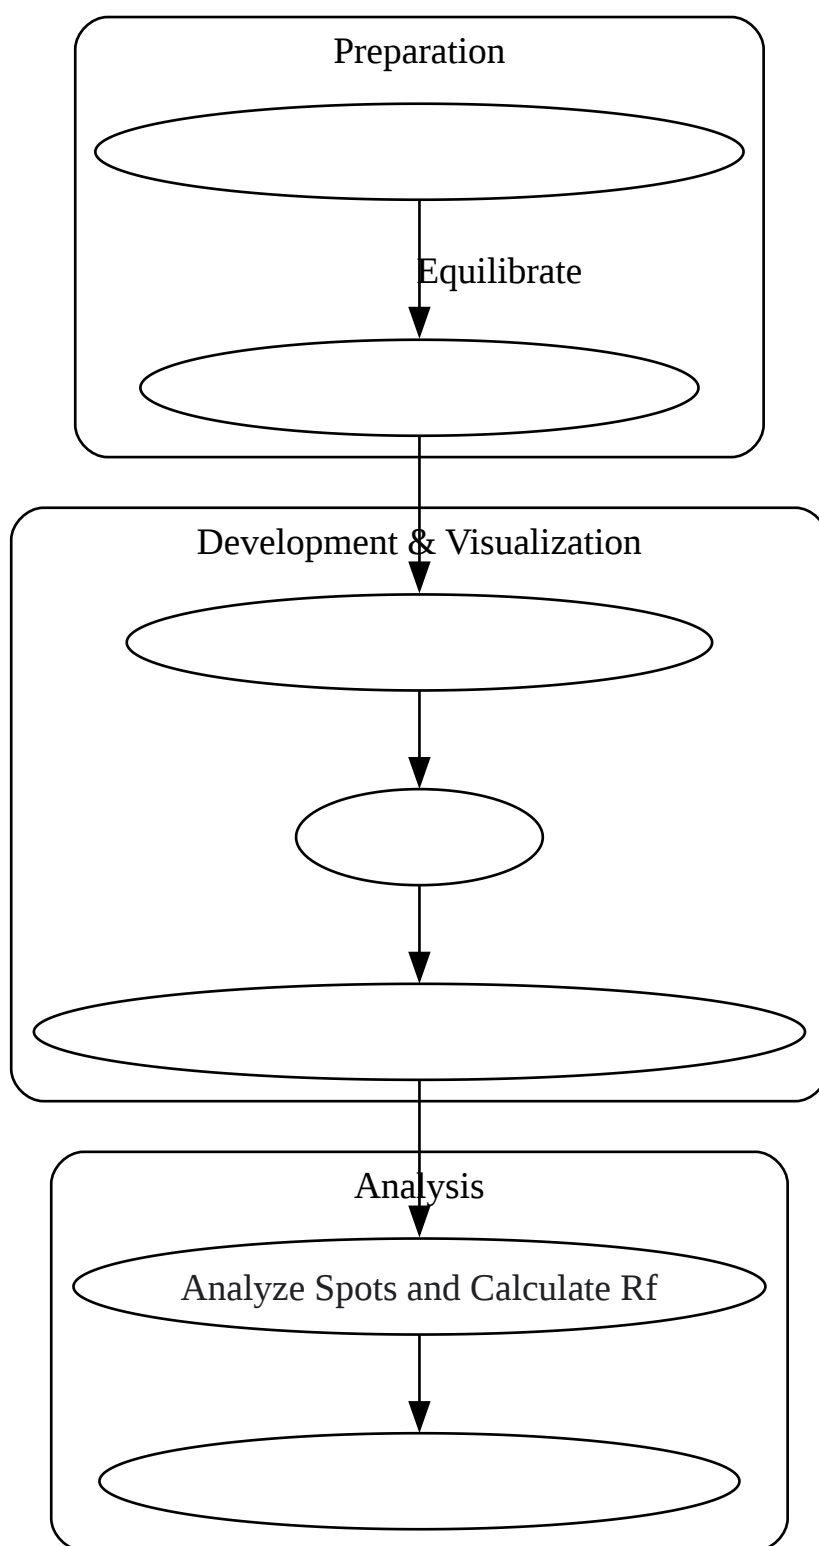 Preparation
Equilibrate
Development & Visualization
Analysis
Analyze Spots and Calculate Rf